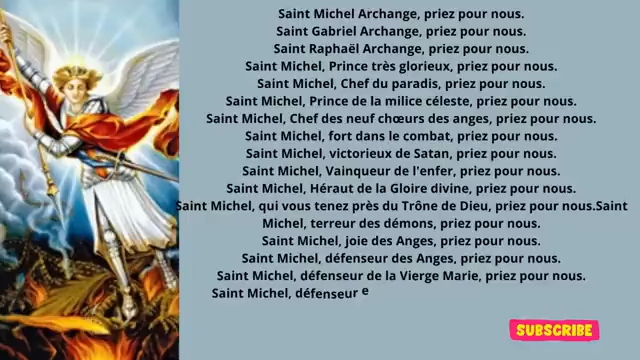 Saint Michel Archange, priez pour nous.
Saint Gabriel Archange, priez pour nous.
Saint Raphaël Archange, priez pour nous.
Saint Michel, Prince très glorieux, priez pour nous.
Saint Michel, Chef du paradis, priez pour nous.
Saint Michel, Prince de la milice céleste, priez pour nous.
Saint Michel, Chef des neuf chœurs des anges, priez pour nous.
Saint Michel, fort dans le combat, priez pour nous.
Saint Michel, victorieux de Satan, priez pour nous.
Saint Michel, Vainqueur de l'enfer, priez pour nous.
Saint Michel, Héraut de la Gloire divine, priez pour nous.
Saint Michel, qui vous tenez près du Trône de Dieu, priez pour nous.Saint
Michel, terreur des démons, priez pour nous.
Saint Michel, joie des Anges, priez pour nous.
Saint Michel, défenseur des Anges, priez pour nous.
Saint Michel, défenseur de la Vierge Marie, priez pour nous.
Saint Michel, défenseur e
SUBSCRIBE